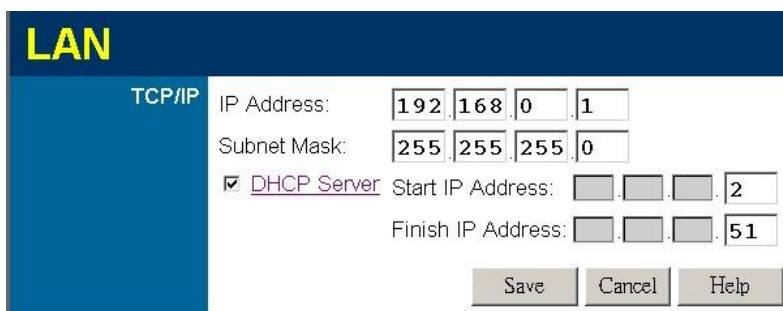 LAN
TCP/IP IP Address: 192.168.0.1
Subnet Mask: 255.255.255.0
DHCP Server Start IP Address: . . . 2
Finish IP Address: . . . 51
Save Cancel Help